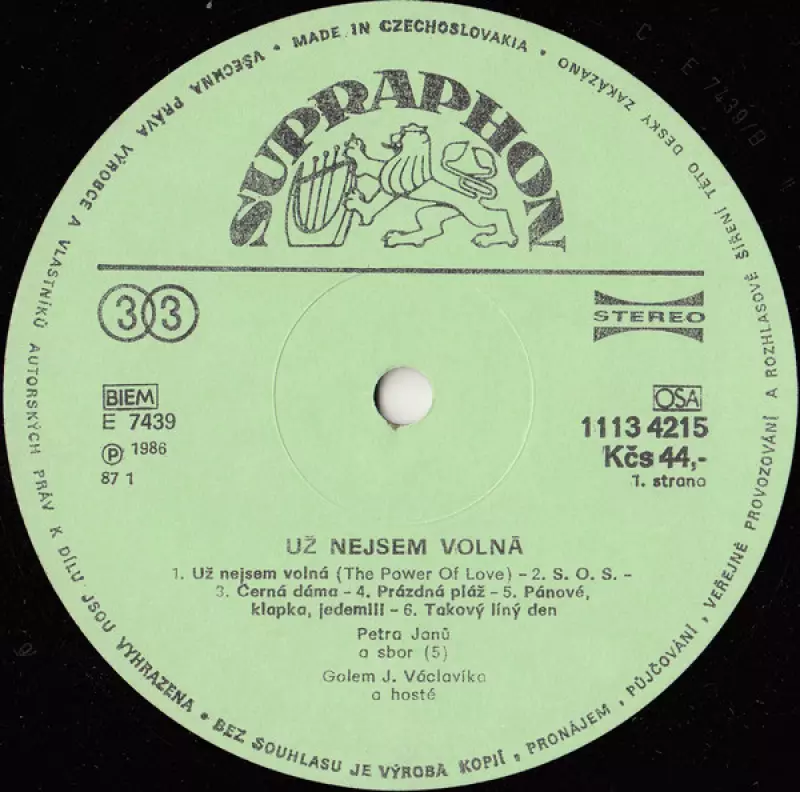 MADE IN CZECHOSLOVAKIA • VŠECHNA PRÁVA VÝROBCE A VLASTNÍKŮ AUTORSKÝCH PRÁV K DÍLU JSOU VYHRAZENA • BEZ SOUHLASU JE VÝROBA KOPIÍ, PRONÁJEM, PŮJČOVÁNÍ, VEŘEJNÉ PROVOZOVÁNÍ A ROZHLASOVÉ ŠÍŘENÍ TÉTO DESKY ZAKÁZÁNO •
SUPRAPHON
33
STEREO
BIEM
OSA
E 7439
1113 4215
Ⓟ 1986
Kčs 44,-
87 1
1. strana
UŽ NEJSEM VOLNÁ
1. Už nejsem volná (The Power Of Love) – 2. S. O. S. –
3. Černá dáma – 4. Prázdná pláž – 5. Pánové,
klapka, jedem!!! – 6. Takový líný den
Petra Janů
a sbor (5)
Golem J. Václavíka
a hosté
C E 7439/B